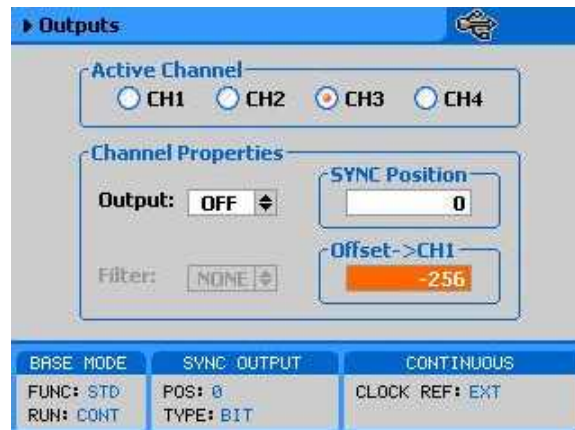 Outputs
Active Channel
CH1 CH2 CH3 CH4
Channel Properties
SYNC Position
Output: OFF 0
Offset->CH1
Filter: NONE -256
BASE MODE SYNC OUTPUT CONTINUOUS
FUNC: STD POS: 0 CLOCK REF: EXT
RUN: CONT TYPE: BIT